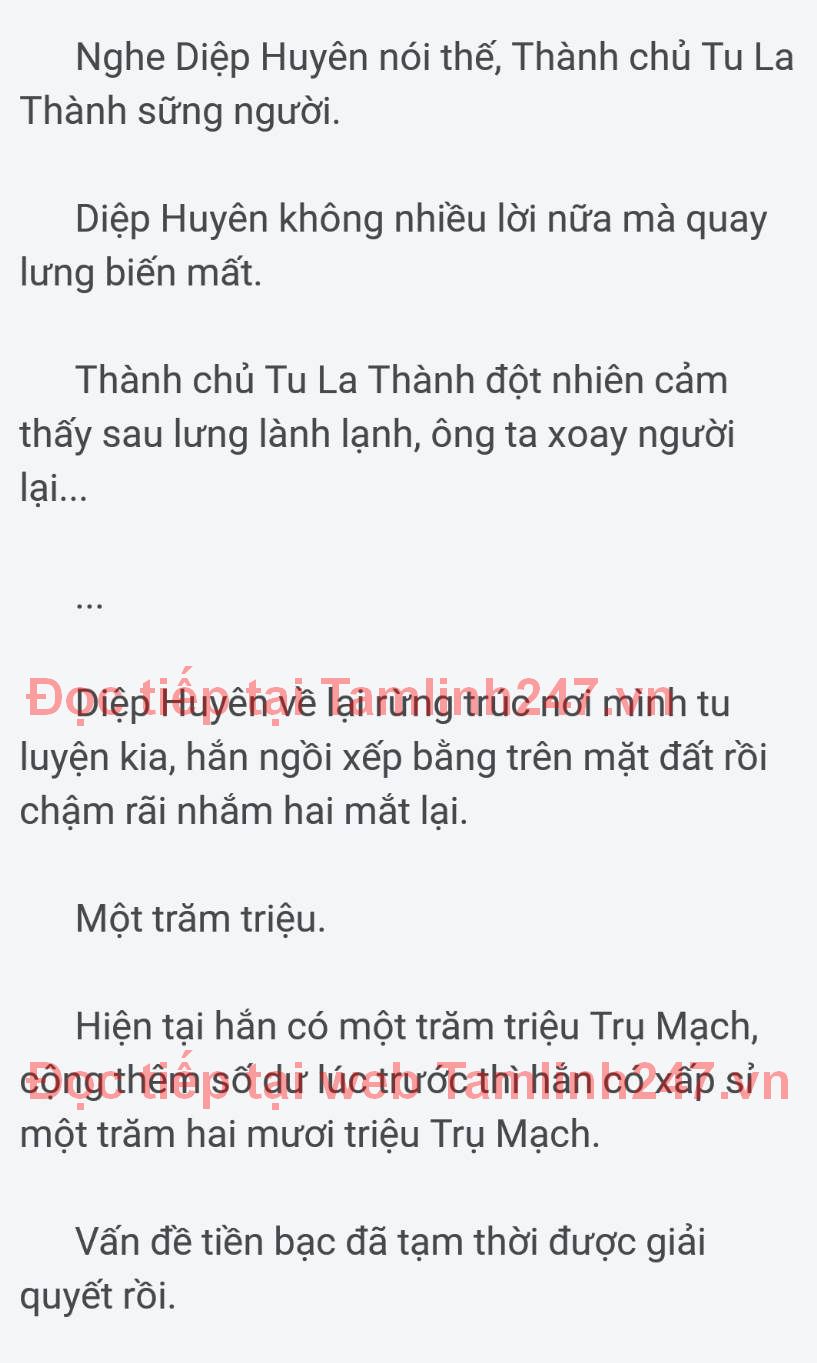 Nghe Diệp Huyên nói thế, Thành chủ Tu La
Thành sững người.
Diệp Huyên không nhiều lời nữa mà quay
lưng biến mất.
Thành chủ Tu La Thành đột nhiên cảm
thấy sau lưng lành lạnh, ông ta xoay người
lại...
...
Đọc tiếp tại Tamlinh247.vn
Diệp Huyên về lại rừng trúc nơi mình tu
luyện kia, hắn ngồi xếp bằng trên mặt đất rồi
chậm rãi nhắm hai mắt lại.
Một trăm triệu.
Hiện tại hắn có một trăm triệu Trụ Mạch,
Đọc tiếp tại web Tamlinh247.vn
cộng thêm số dư lúc trước thì hắn có xấp sỉ
một trăm hai mươi triệu Trụ Mạch.
Vấn đề tiền bạc đã tạm thời được giải
quyết rồi.